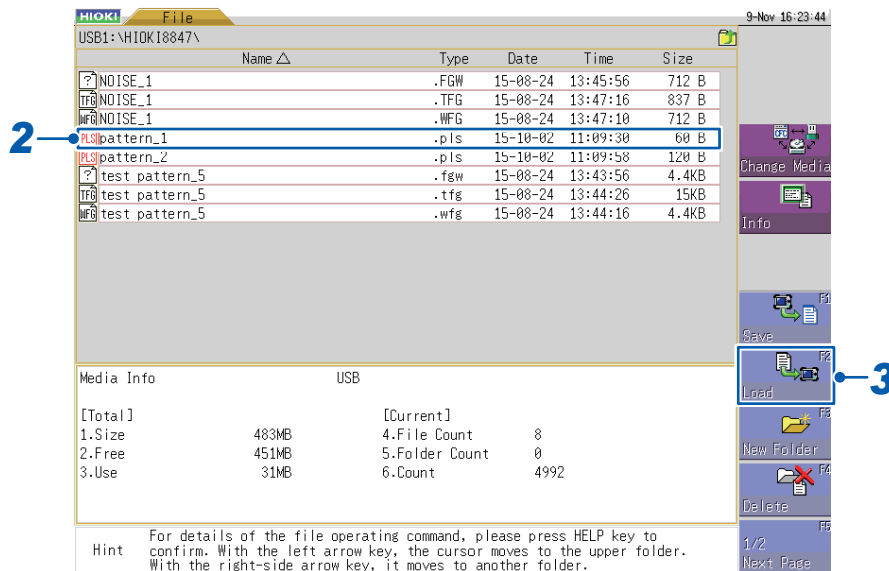 HIOKI File 9-Nov 16:23:44
USB1:\HIOKI8847\
Name △ Type Date Time Size
? NOISE_1 .FGW 15-08-24 13:45:56 712 B
TFG NOISE_1 .TFG 15-08-24 13:47:16 837 B
WFG NOISE_1 .WFG 15-08-24 13:47:10 712 B
2 PLS pattern_1 .pls 15-10-02 11:09:30 60 B
PLS pattern_2 .pls 15-10-02 11:09:58 120 B
? test pattern_5 .fgw 15-08-24 13:43:56 4.4KB
TFG test pattern_5 .tfg 15-08-24 13:44:26 15KB
WFG test pattern_5 .wfg 15-08-24 13:44:16 4.4KB
CFC
Change Media
Info
F1
Save
F2
Load
3
F3
New Folder
F4
Delete
F5
1/2
Next Page
Media Info USB
[Total] [Current]
1.Size 483MB 4.File Count 8
2.Free 451MB 5.Folder Count 0
3.Use 31MB 6.Count 4992
Hint
For details of the file operating command, please press HELP key to
confirm. With the left arrow key, the cursor moves to the upper folder.
With the right-side arrow key, it moves to another folder.